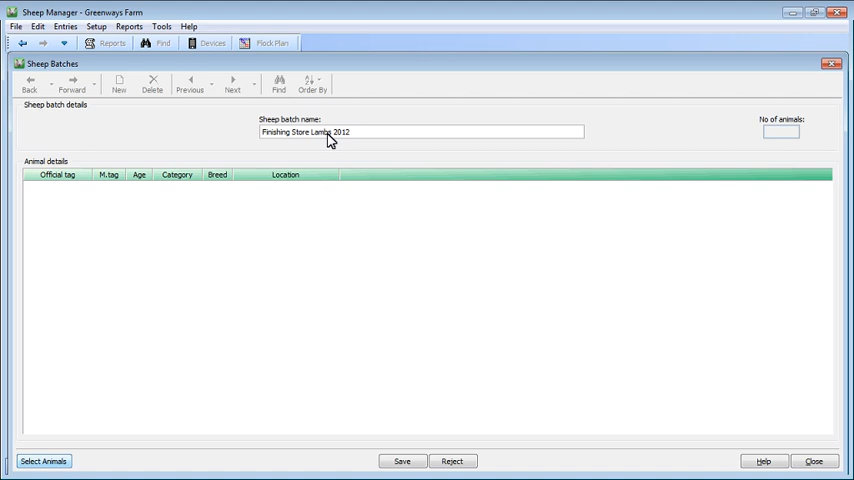 Sheep Manager - Greenways Farm
File Edit Entries Setup Reports Tools Help
Reports Find Devices Flock Plan
Sheep Batches
Back Forward New Delete Previous Next Find Order By
Sheep batch details
Sheep batch name: No of animals:
Finishing Store Lambs 2012
Animal details
Official tag M.tag Age Category Breed Location
Select Animals Save Reject Help Close